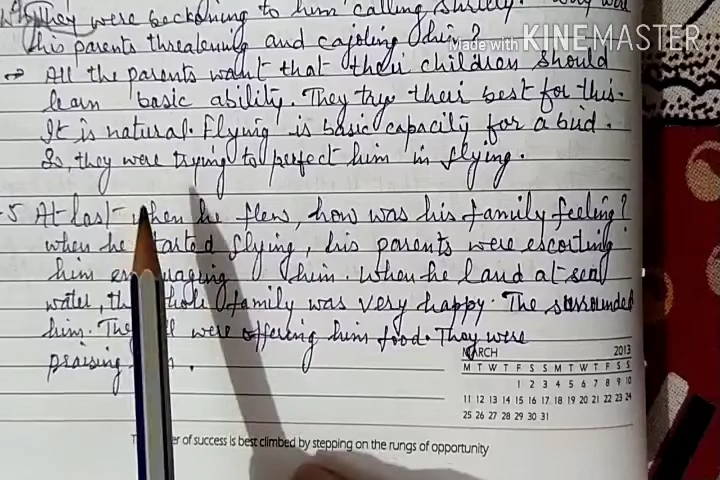 They were beckoning to him calling shrilly. Why were
his parents threatening and cajoling him?
Made with KINEMASTER
→ All the parents want that their children should
learn basic ability. They try their best for this.
It is natural. Flying is basic capacity for a bird.
So, they were trying to perfect him in flying.
5 At last when he flew, how was his family feeling?
when he started flying, his parents were escorting
him him. When he land at sea
water, the family was very happy. The surrounded
him. They were offering him food. They were
praising
MARCH 2013
M T W T F S S M T W T F S S
1 2 3 4 5 6 7 8 9 10
11 12 13 14 15 16 17 18 19 20 21 22 23 24
25 26 27 28 29 30 31
of success is best climbed by stepping on the rungs of opportunity